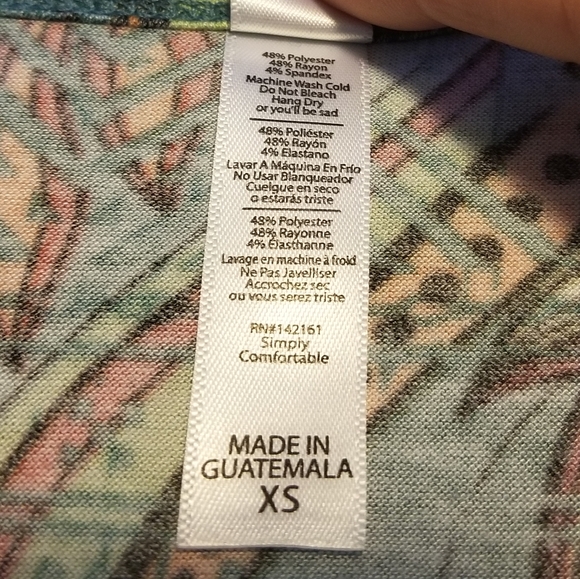 48% Polyester
48% Rayon
4% Spandex
Machine Wash Cold
Do Not Bleach
Hang Dry
or you'll be sad
48% Poliéster
48% Rayón
4% Elastano
Lavar A Máquina En Frio
No Usar Blanqueador
Cuelgue en seco
o estarás triste
48% Polyester
48% Rayonne
4% Élasthanne
Lavage en machine à froid
Ne Pas Javelliser
Accrochez sec
ou vous serez triste
RN#142161
Simply
Comfortable
MADE IN
GUATEMALA
XS